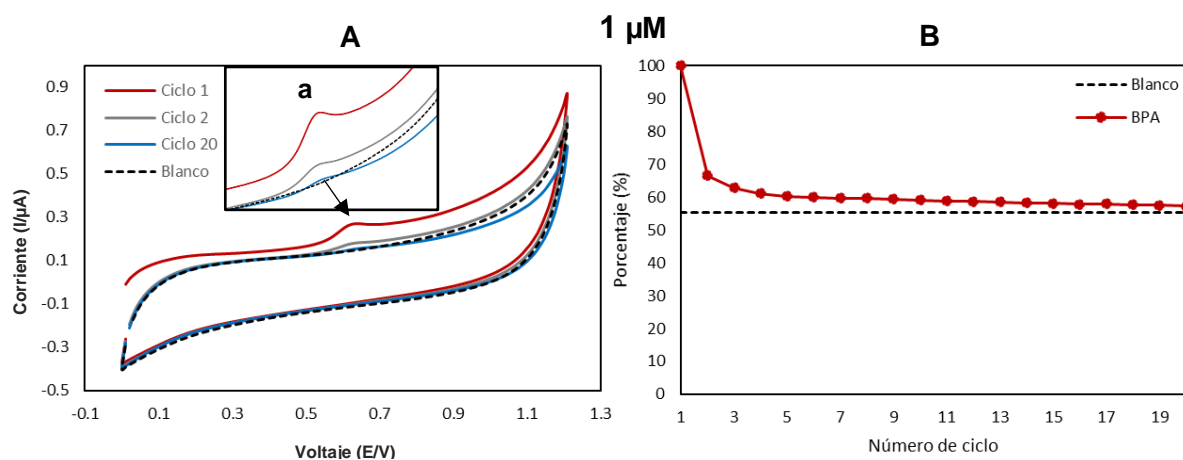 1 µM
A
Corriente (I/µA)
0.9
0.7
0.5
0.3
0.1
-0.1
-0.3
-0.5
Ciclo 1
Ciclo 2
Ciclo 20
Blanco
a
-0.1 0.1 0.3 0.5 0.7 0.9 1.1 1.3
Voltaje (E/V)
B
Porcentaje (%)
100
90
80
70
60
50
40
30
20
10
0
Blanco
BPA
1 3 5 7 9 11 13 15 17 19
Número de ciclo